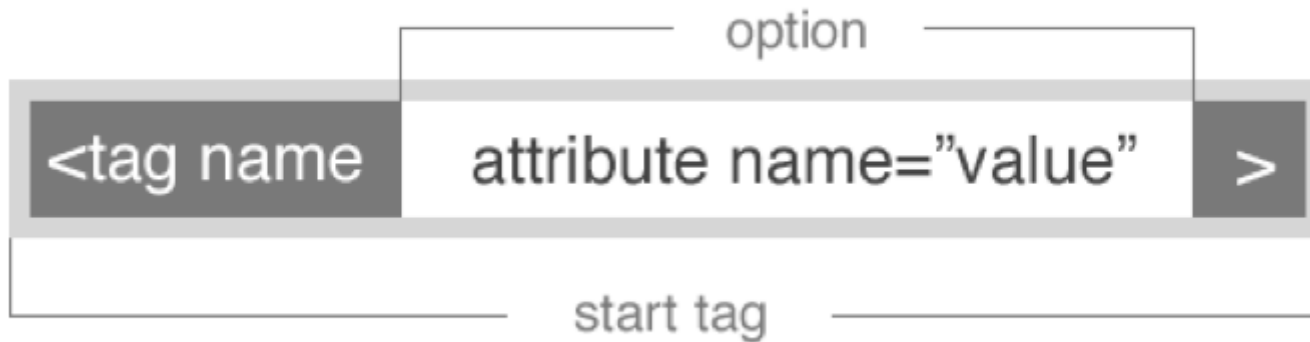 option
<tag name attribute name=”value” >
start tag